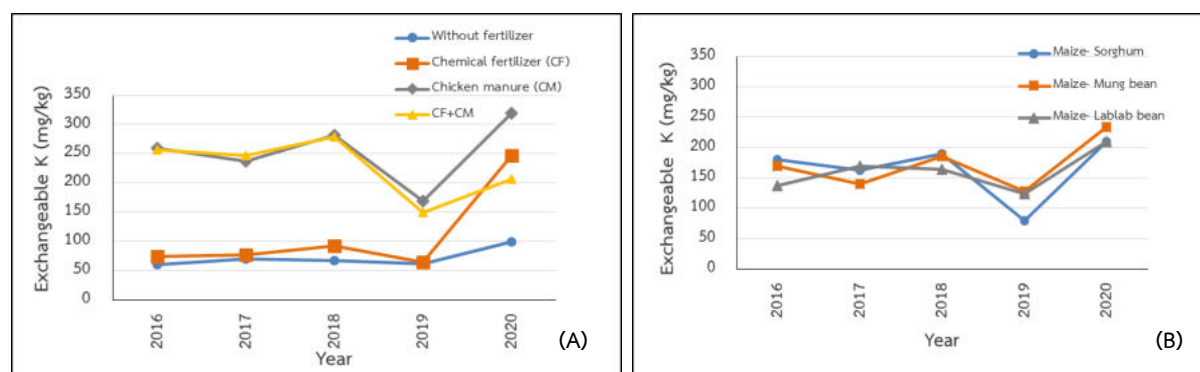 Without fertilizer
Chemical fertilizer (CF)
Chicken manure (CM)
CF+CM
Exchangeable K (mg/kg)
350
300
250
200
150
100
50
0
2016
2017
2018
2019
2020
Year
(A)
Maize- Sorghum
Maize- Mung bean
Maize- Lablab bean
Exchangeable K (mg/kg)
350
300
250
200
150
100
50
0
2016
2017
2018
2019
2020
Year
(B)